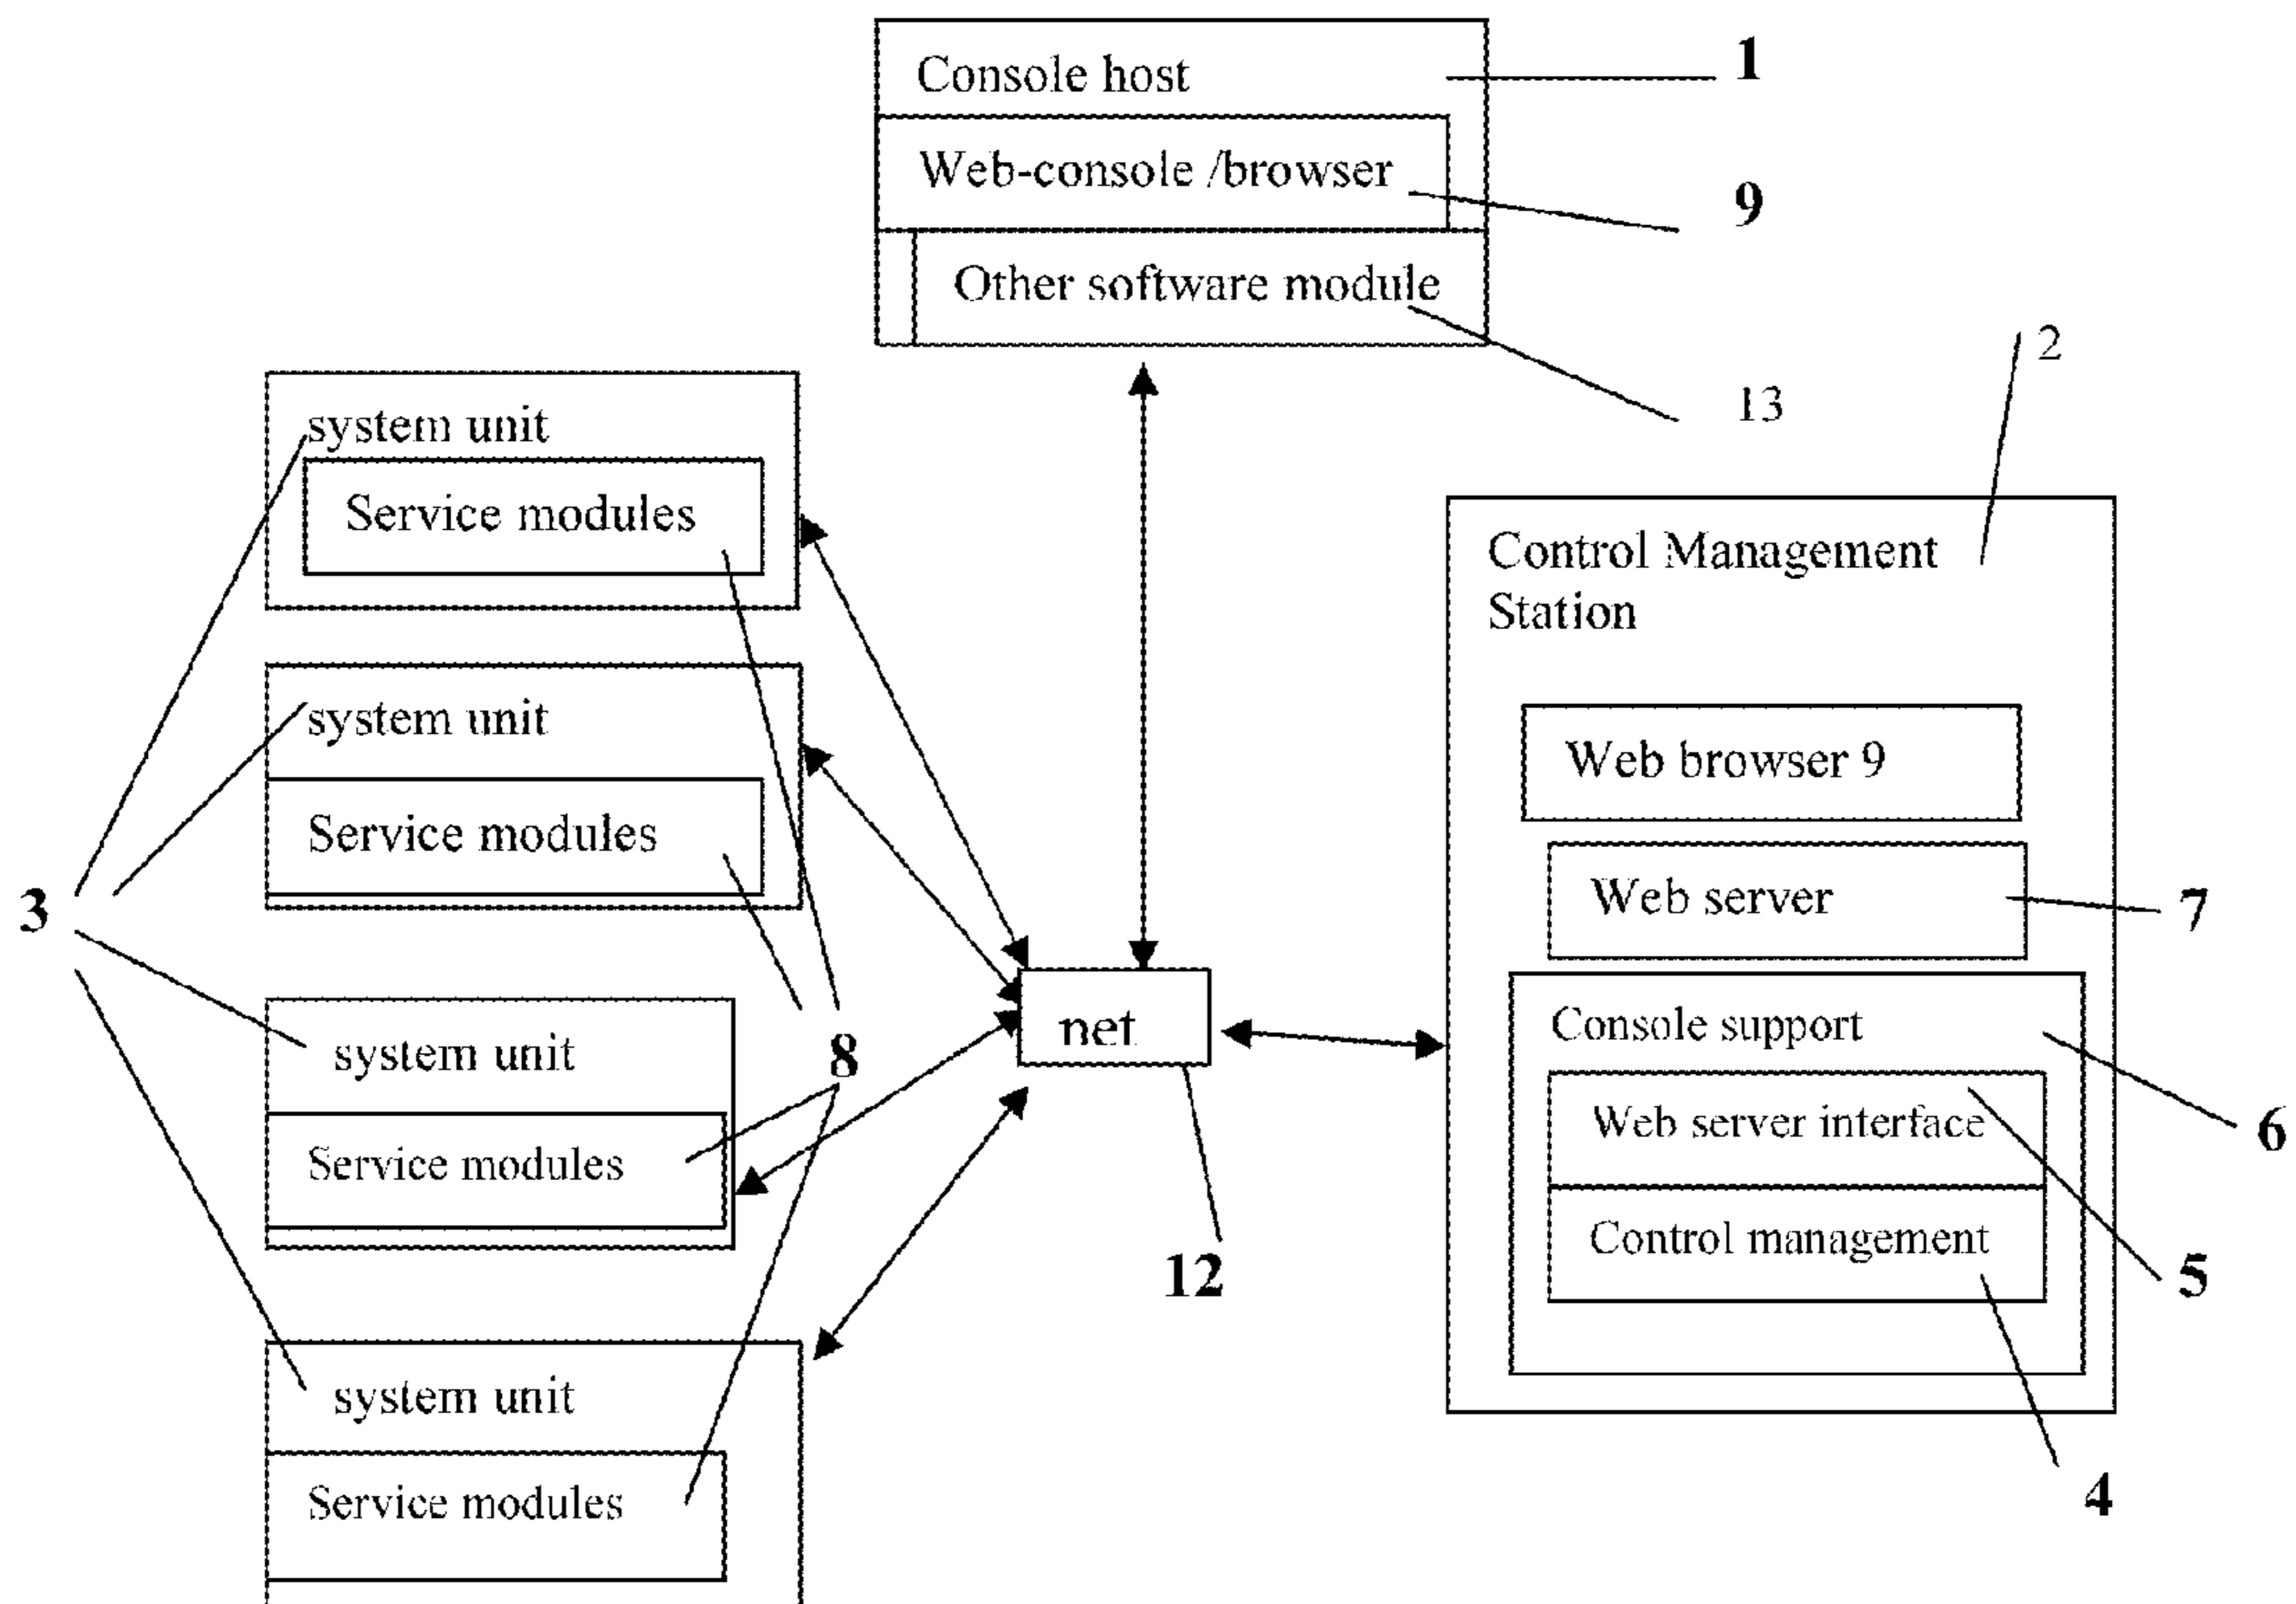 Console host
1
Web-console /browser
9
Other software module
13
2
system unit
Service modules
system unit
Service modules
3
system unit
Service modules
8
system unit
Service modules
net
12
Control Management
Station
Web browser 9
Web server
7
Console support
6
Web server interface
5
Control management
4